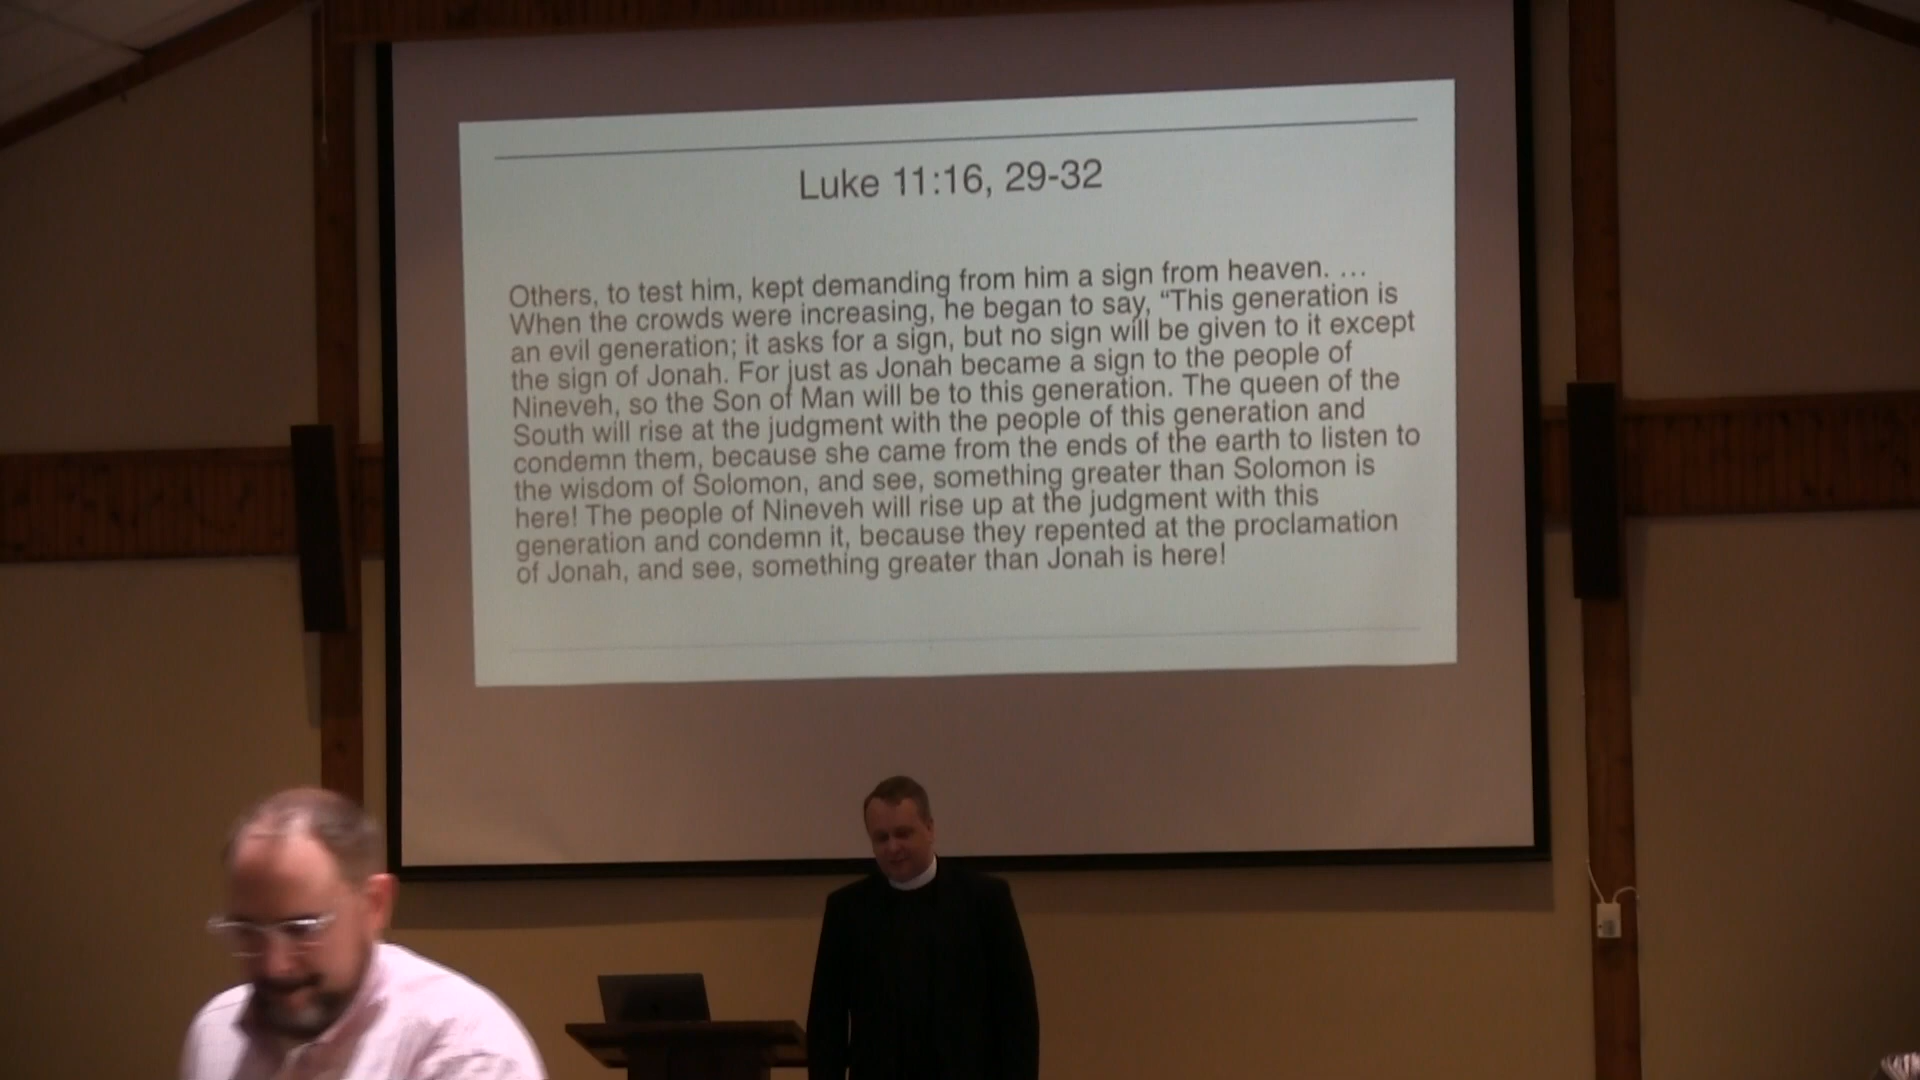 Luke 11:16, 29-32
Others, to test him, kept demanding from him a sign from heaven. …
When the crowds were increasing, he began to say, “This generation is
an evil generation; it asks for a sign, but no sign will be given to it except
the sign of Jonah. For just as Jonah became a sign to the people of
Nineveh, so the Son of Man will be to this generation. The queen of the
South will rise at the judgment with the people of this generation and
condemn them, because she came from the ends of the earth to listen to
the wisdom of Solomon, and see, something greater than Solomon is
here! The people of Nineveh will rise up at the judgment with this
generation and condemn it, because they repented at the proclamation
of Jonah, and see, something greater than Jonah is here!